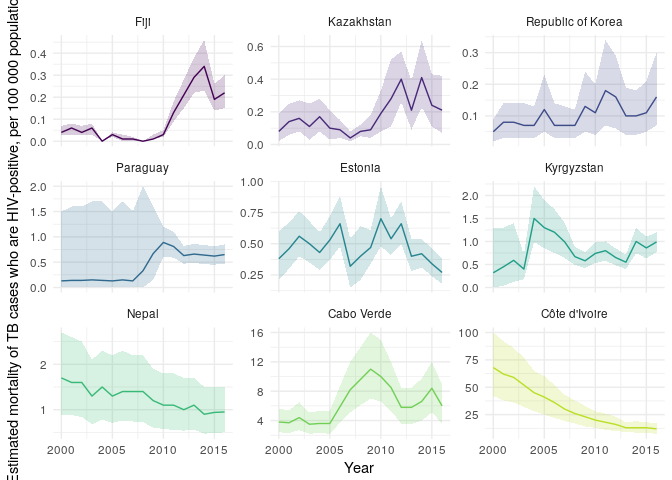 Estimated mortality of TB cases who are HIV-positive, per 100 000 populatio
Fiji Kazakhstan Republic of Korea
0.4 0.6 0.3
0.3 0.4 0.2
0.2 0.2 0.1
0.1 0.0
0.0
Paraguay Estonia Kyrgyzstan
2.0 1.00 2.0
1.5 0.75 1.5
1.0 0.50 1.0
0.5 0.25 0.5
0.0 0.0
Nepal Cabo Verde Côte d'Ivoire
2 16 100
1 12 75
8 50
4 25
2000 2005 2010 2015 2000 2005 2010 2015 2000 2005 2010 2015
Year